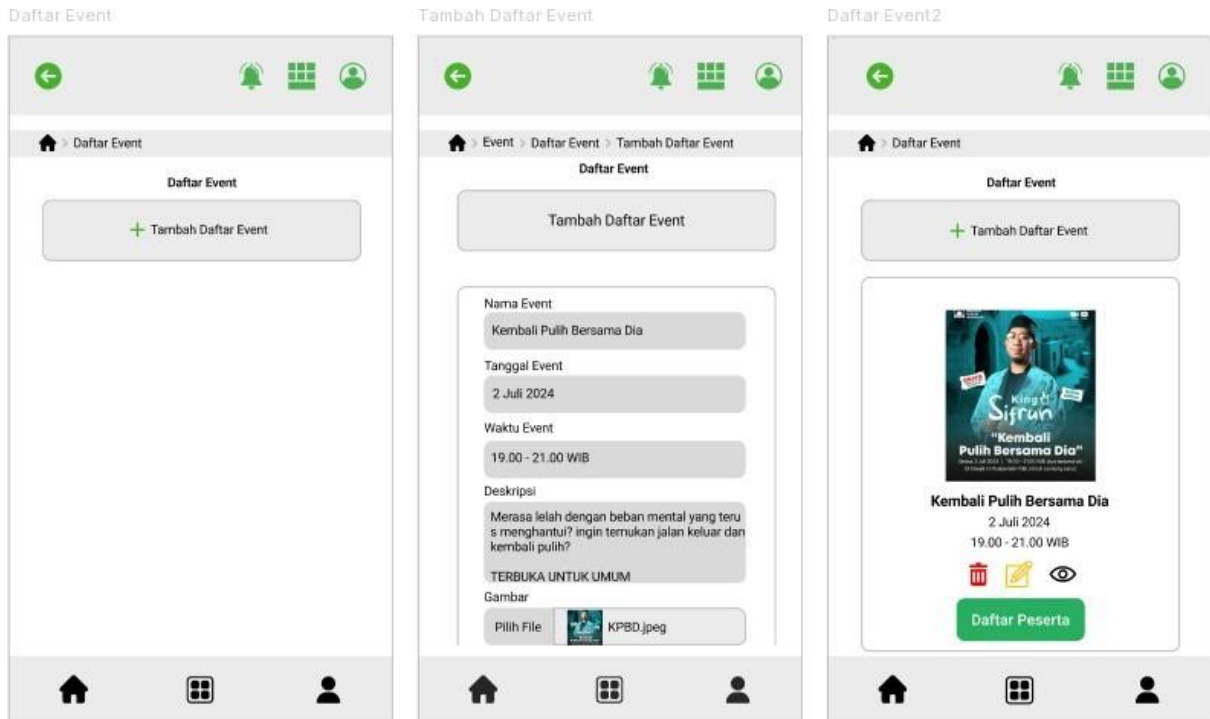 Daftar Event
Daftar Event
Daftar Event
+ Tambah Daftar Event
Tambah Daftar Event
Event > Daftar Event > Tambah Daftar Event
Daftar Event
Tambah Daftar Event
Nama Event
Kembali Pulih Bersama Dia
Tanggal Event
2 Juli 2024
Waktu Event
19.00 - 21.00 WIB
Deskripsi
Merasa lelah dengan beban mental yang teru
s menghantui? ingin temukan jalan keluar dan
kembali pulih?
TERBUKA UNTUK UMUM
Gambar
Pilih File
KPBD.jpeg
Daftar Event2
Daftar Event
Daftar Event
+ Tambah Daftar Event
King
Sifrun
"Kembali
Pulih Bersama Dia"
Kembali Pulih Bersama Dia
2 Juli 2024
19.00 - 21.00 WIB
Daftar Peserta